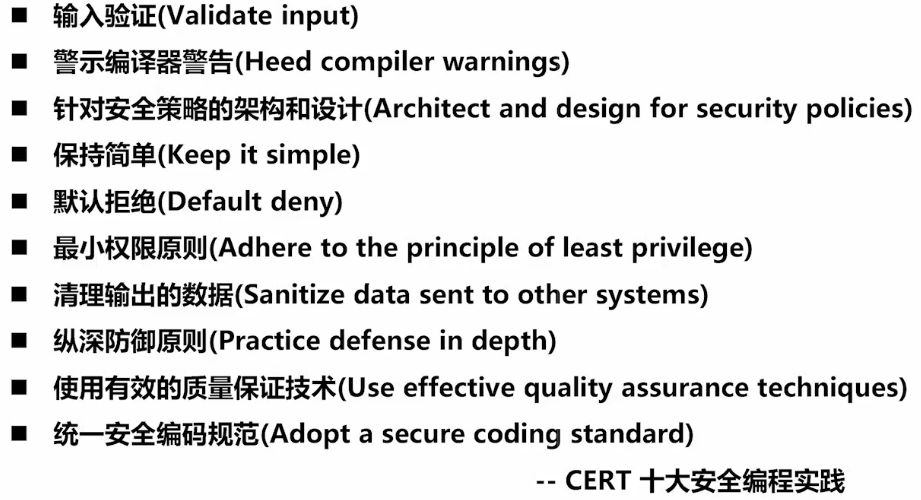 ■ 输入验证(Validate input)
■ 警示编译器警告(Heed compiler warnings)
■ 针对安全策略的架构和设计(Architect and design for security policies)
■ 保持简单(Keep it simple)
■ 默认拒绝(Default deny)
■ 最小权限原则(Adhere to the principle of least privilege)
■ 清理输出的数据(Sanitize data sent to other systems)
■ 纵深防御原则(Practice defense in depth)
■ 使用有效的质量保证技术(Use effective quality assurance techniques)
■ 统一安全编码规范(Adopt a secure coding standard)
-- CERT 十大安全编程实践